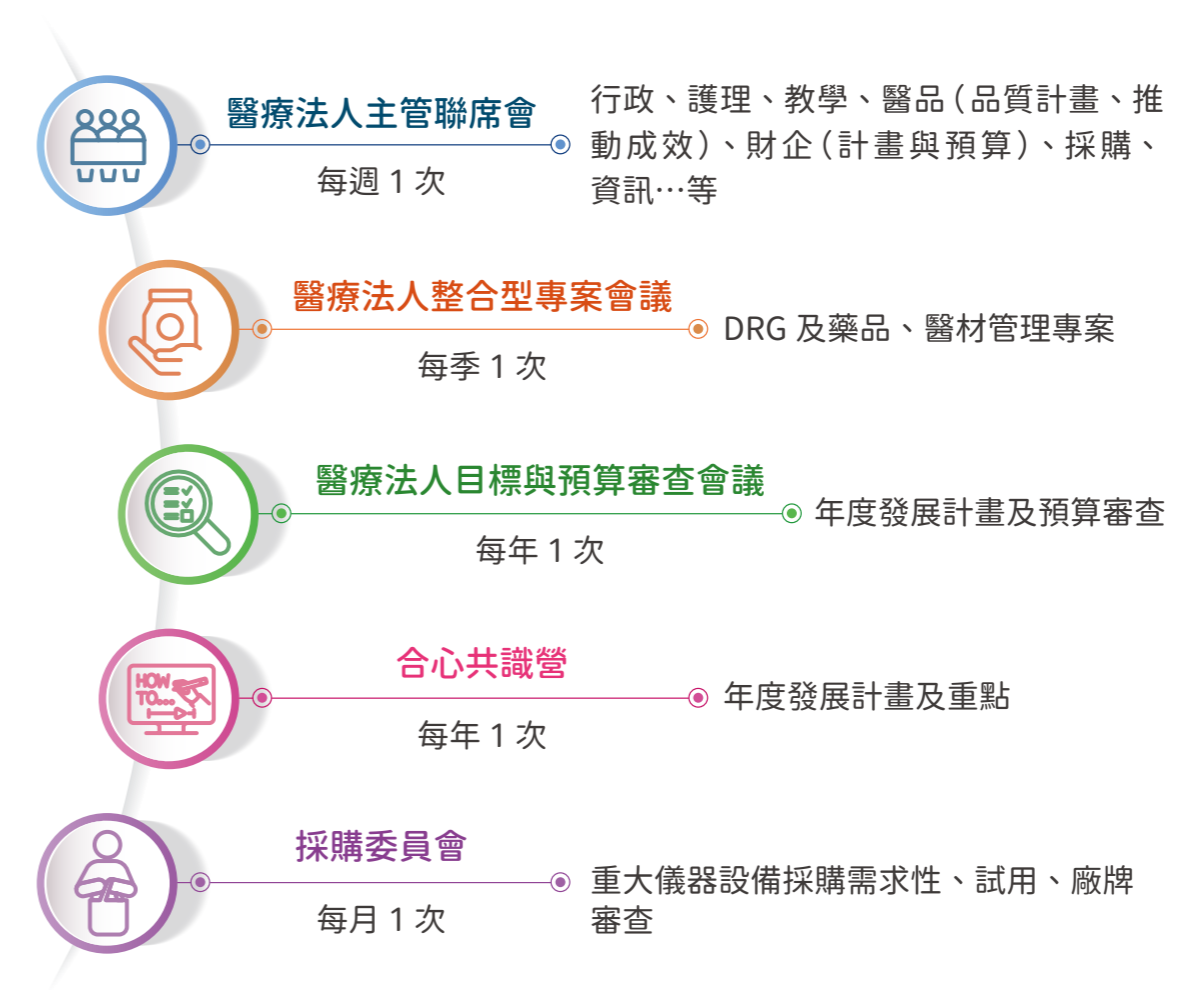 醫療法人主管聯席會
每週 1 次
行政、護理、教學、醫品（品質計畫、推
動成效）、財企（計畫與預算）、採購、
資訊…等
醫療法人整合型專案會議
每季 1 次
DRG 及藥品、醫材管理專案
醫療法人目標與預算審查會議
每年 1 次
年度發展計畫及預算審查
HOW
TO...
合心共識營
每年 1 次
年度發展計畫及重點
採購委員會
每月 1 次
重大儀器設備採購需求性、試用、廠牌
審查